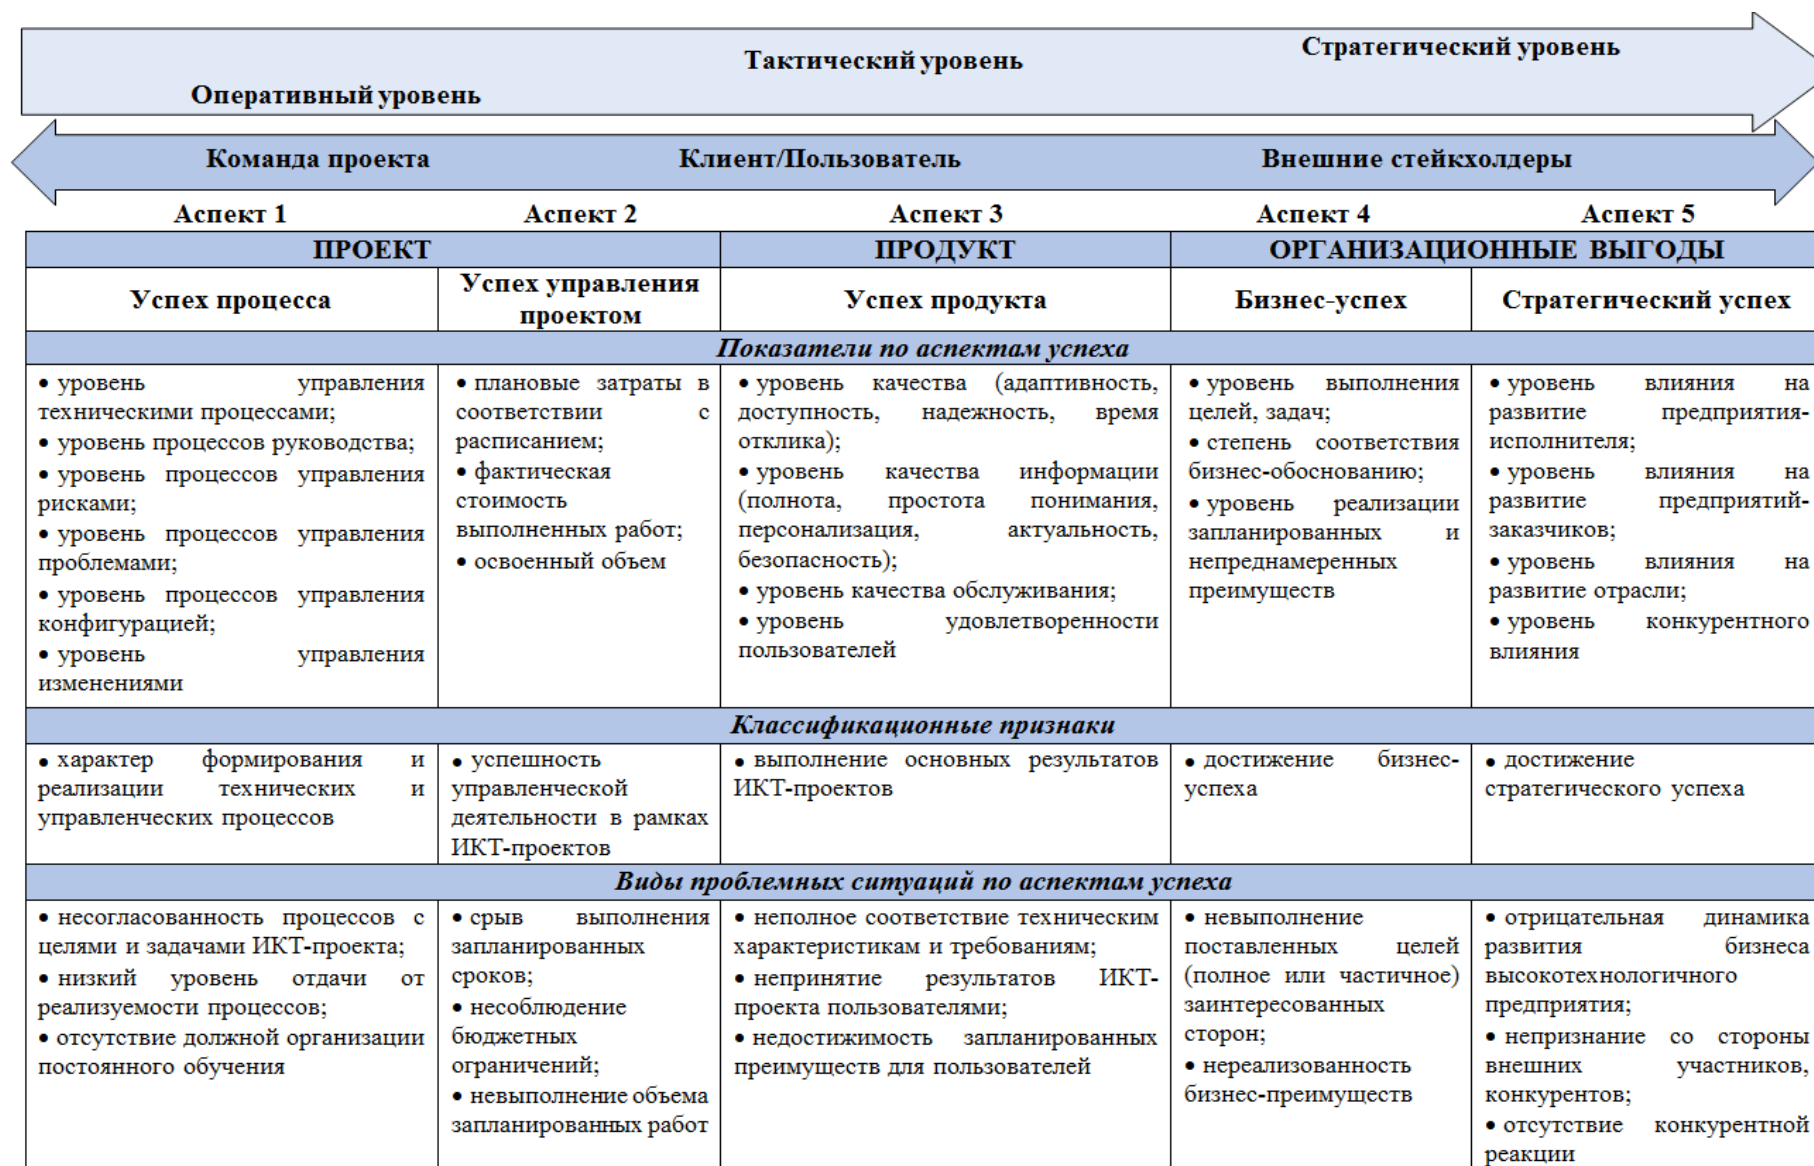 Стратегический уровень
Тактический уровень
Оперативный уровень
Команда проекта
Клиент/Пользователь
Внешние стейкхолдеры
Аспект 1
Аспект 2
Аспект 3
Аспект 4
Аспект 5
ПРОЕКТ
ПРОДУКТ
ОРГАНИЗАЦИОННЫЕ ВЫГОДЫ
Успех процесса
Успех управления
проектом
Успех продукта
Бизнес-успех
Стратегический успех
Показатели по аспектам успеха
• уровень управления
техническими процессами;
• уровень процессов руководства;
• уровень процессов управления
рисками;
• уровень процессов управления
проблемами;
• уровень процессов управления
конфигурацией;
• уровень управления
изменениями
• плановые затраты в
соответствии с
расписанием;
• фактическая
стоимость
выполненных работ;
• освоенный объем
• уровень качества (адаптивность,
доступность, надежность, время
отклика);
• уровень качества информации
(полнота, простота понимания,
персонализация, актуальность,
безопасность);
• уровень качества обслуживания;
• уровень удовлетворенности
пользователей
• уровень выполнения
целей, задач;
• степень соответствия
бизнес-обоснованию;
• уровень реализации
запланированных и
непреднамеренных
преимуществ
• уровень влияния на
развитие предприятия-
исполнителя;
• уровень влияния на
развитие предприятий-
заказчиков;
• уровень влияния на
развитие отрасли;
• уровень конкурентного
влияния
Классификационные признаки
• характер формирования и
реализации технических и
управленческих процессов
• успешность
управленческой
деятельности в рамках
ИКТ-проектов
• выполнение основных результатов
ИКТ-проектов
• достижение бизнес-
успеха
• достижение
стратегического успеха
Виды проблемных ситуаций по аспектам успеха
• несогласованность процессов с
целями и задачами ИКТ-проекта;
• низкий уровень отдачи от
реализуемости процессов;
• отсутствие должной организации
постоянного обучения
• срыв выполнения
запланированных
сроков;
• несоблюдение
бюджетных
ограничений;
• невыполнение объема
запланированных работ
• неполное соответствие техническим
характеристикам и требованиям;
• непринятие результатов ИКТ-
проекта пользователями;
• недостижимость запланированных
преимуществ для пользователей
• невыполнение
поставленных целей
(полное или частичное)
заинтересованных
сторон;
• нереализованность
бизнес-преимуществ
• отрицательная динамика
развития бизнеса
высокотехнологичного
предприятия;
• непризнание со стороны
внешних участников,
конкурентов;
• отсутствие конкурентной
реакции